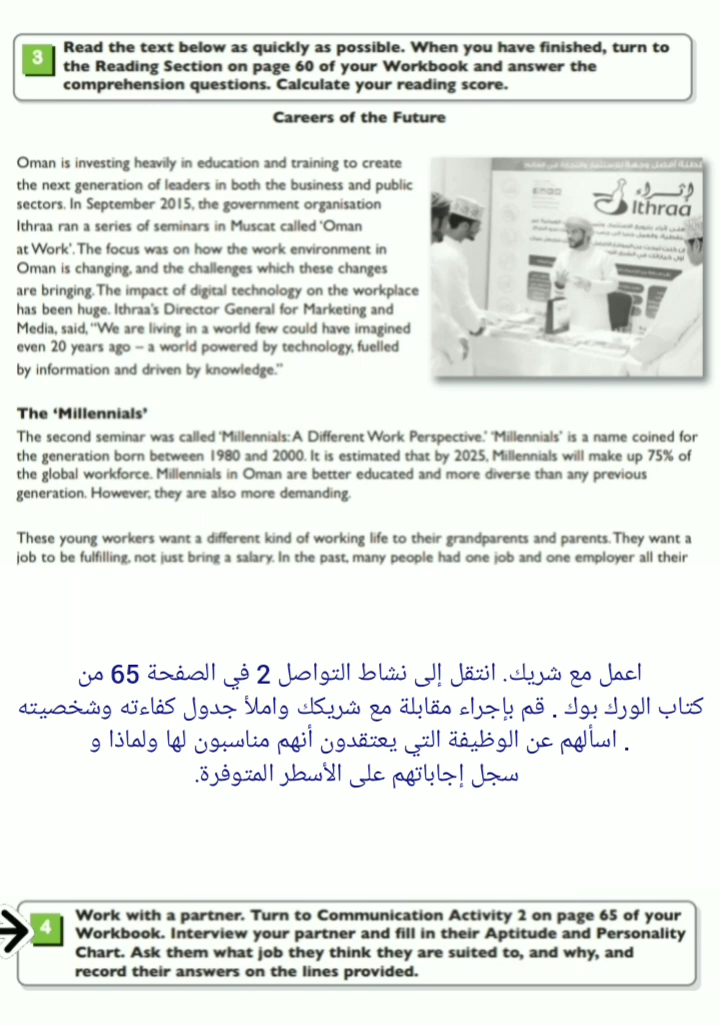 3
Read the text below as quickly as possible. When you have finished, turn to
the Reading Section on page 60 of your Workbook and answer the
comprehension questions. Calculate your reading score.
Careers of the Future
Oman is investing heavily in education and training to create
the next generation of leaders in both the business and public
sectors. In September 2015, the government organisation
Ithraa ran a series of seminars in Muscat called 'Oman
at Work'. The focus was on how the work environment in
Oman is changing, and the challenges which these changes
are bringing. The impact of digital technology on the workplace
has been huge. Ithraa's Director General for Marketing and
Media, said, "We are living in a world few could have imagined
even 20 years ago – a world powered by technology, fuelled
by information and driven by knowledge."
إثراء
Ithraa
The 'Millennials'
The second seminar was called 'Millennials: A Different Work Perspective.' 'Millennials' is a name coined for
the generation born between 1980 and 2000. It is estimated that by 2025, Millennials will make up 75% of
the global workforce. Millennials in Oman are better educated and more diverse than any previous
generation. However, they are also more demanding.
These young workers want a different kind of working life to their grandparents and parents. They want a
job to be fulfilling, not just bring a salary. In the past, many people had one job and one employer all their
اعمل مع شريك. انتقل إلى نشاط التواصل 2 في الصفحة 65 من
كتاب الورك بوك . قم بإجراء مقابلة مع شريكك واملأ جدول كفاءته وشخصيته
. اسألهم عن الوظيفة التي يعتقدون أنهم مناسبون لها ولماذا و
سجل إجاباتهم على الأسطر المتوفرة.
4
Work with a partner. Turn to Communication Activity 2 on page 65 of your
Workbook. Interview your partner and fill in their Aptitude and Personality
Chart. Ask them what job they think they are suited to, and why, and
record their answers on the lines provided.